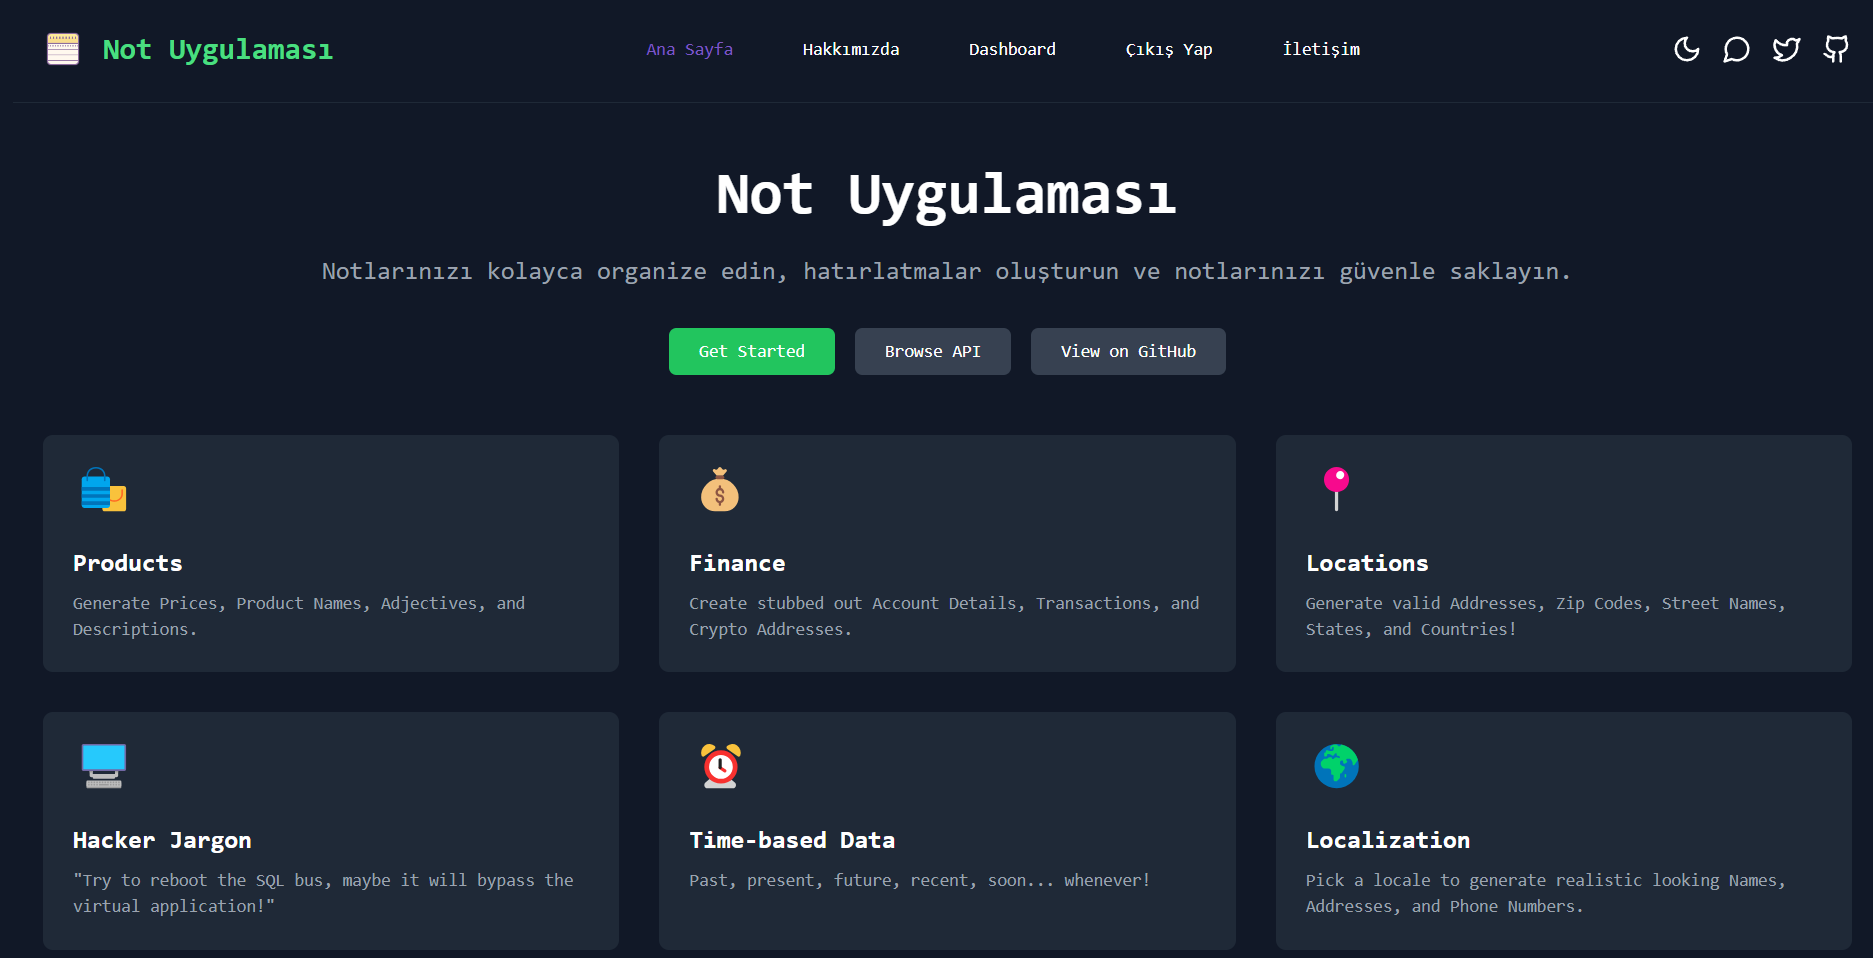 Not Uygulaması
Ana Sayfa
Hakkımızda
Dashboard
Çıkış Yap
İletişim
Not Uygulaması
Notlarınızı kolayca organize edin, hatırlatmalar oluşturun ve notlarınızı güvenle saklayın.
Get Started
Browse API
View on GitHub
Products
Generate Prices, Product Names, Adjectives, and
Descriptions.
Finance
Create stubbed out Account Details, Transactions, and
Crypto Addresses.
Locations
Generate valid Addresses, Zip Codes, Street Names,
States, and Countries!
Hacker Jargon
"Try to reboot the SQL bus, maybe it will bypass the
virtual application!"
Time-based Data
Past, present, future, recent, soon... whenever!
Localization
Pick a locale to generate realistic looking Names,
Addresses, and Phone Numbers.